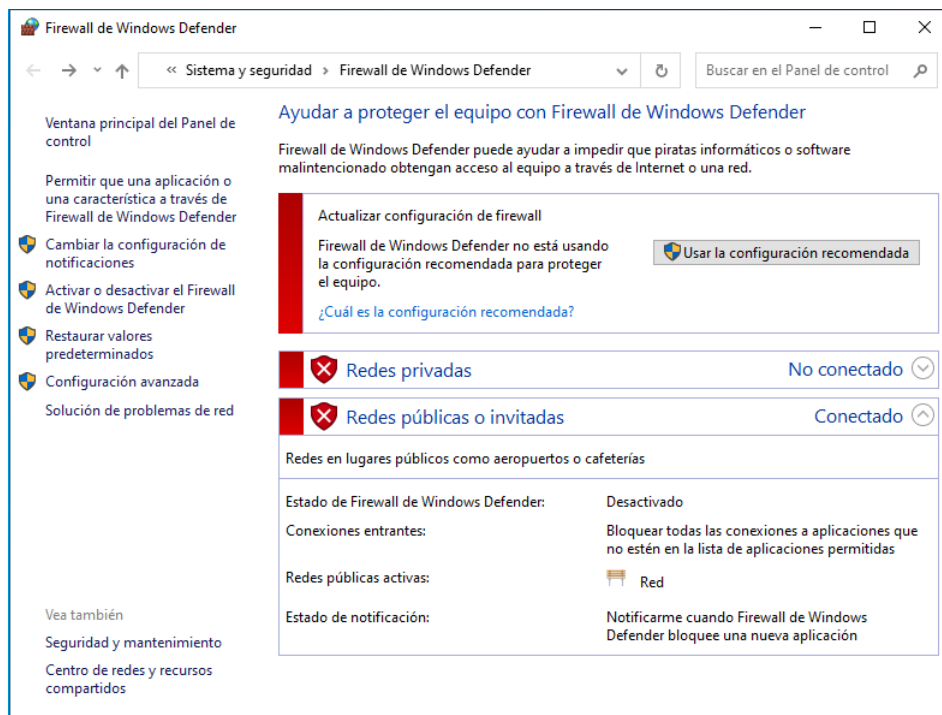 Firewall de Windows Defender
« Sistema y seguridad > Firewall de Windows Defender
Buscar en el Panel de control
Ventana principal del Panel de
control
Permitir que una aplicación o
una característica a través de
Firewall de Windows Defender
Cambiar la configuración de
notificaciones
Activar o desactivar el Firewall
de Windows Defender
Restaurar valores
predeterminados
Configuración avanzada
Solución de problemas de red
Ayudar a proteger el equipo con Firewall de Windows Defender
Firewall de Windows Defender puede ayudar a impedir que piratas informáticos o software
malintencionado obtengan acceso al equipo a través de Internet o una red.
Actualizar configuración de firewall
Firewall de Windows Defender no está usando
la configuración recomendada para proteger
el equipo.
Usar la configuración recomendada
¿Cuál es la configuración recomendada?
Redes privadas No conectado
Redes públicas o invitadas Conectado
Redes en lugares públicos como aeropuertos o cafeterías
Estado de Firewall de Windows Defender: Desactivado
Conexiones entrantes: Bloquear todas las conexiones a aplicaciones que
no estén en la lista de aplicaciones permitidas
Redes públicas activas: Red
Estado de notificación: Notificarme cuando Firewall de Windows
Defender bloquee una nueva aplicación
Vea también
Seguridad y mantenimiento
Centro de redes y recursos
compartidos